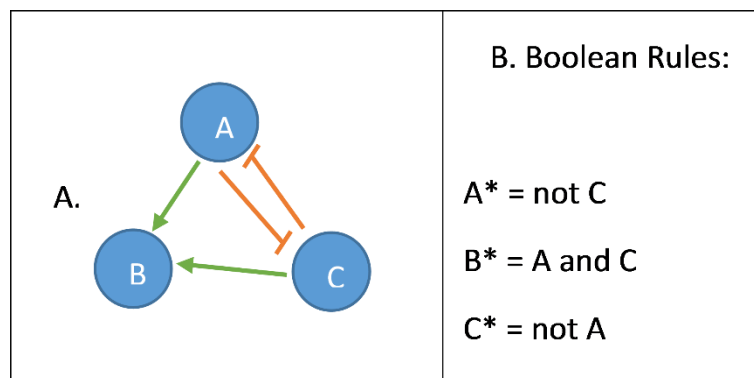 A.
A
B
C
B. Boolean Rules:
A* = not C
B* = A and C
C* = not A